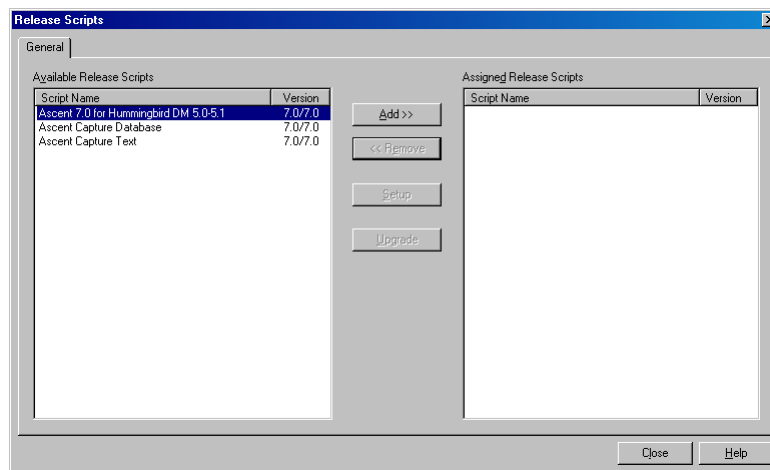 Release Scripts
General
Available Release Scripts
Script Name Version
Ascent 7.0 for Hummingbird DM 5.0-5.1 7.0/7.0
Ascent Capture Database 7.0/7.0
Ascent Capture Text 7.0/7.0
Add >>
<< Remove
Setup
Upgrade
Assigned Release Scripts
Script Name Version
Close Help